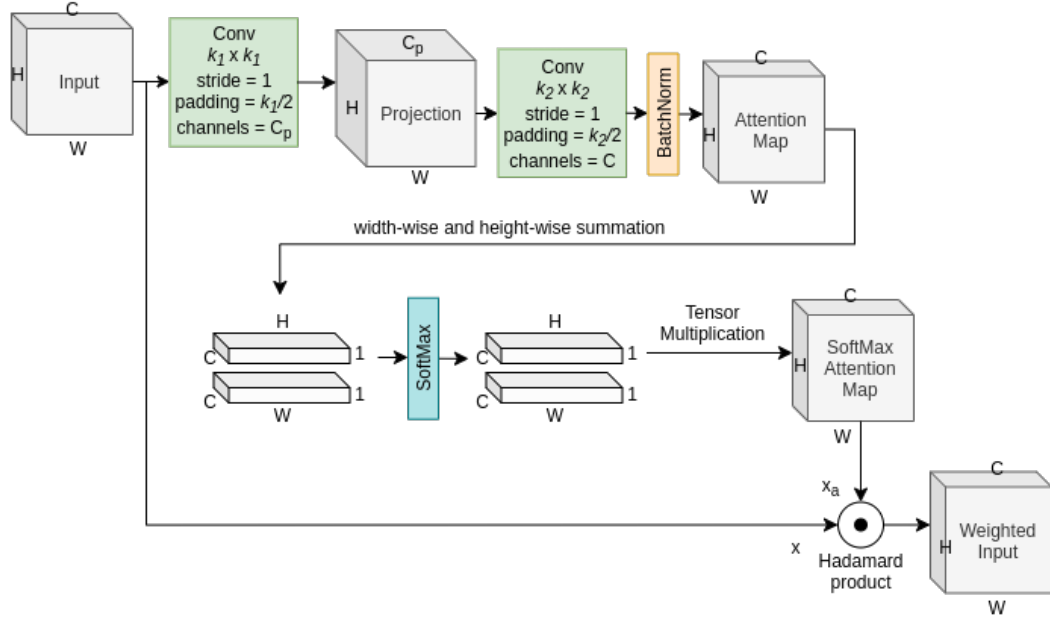 C
H
Input
W
Conv
k1 x k1
stride = 1
padding = k1/2
channels = Cp
Cp
H
Projection
W
Conv
k2 x k2
stride = 1
padding = k2/2
channels = C
BatchNorm
C
H
Attention
Map
W
width-wise and height-wise summation
H
C
1
C
1
W
SoftMax
H
C
1
C
1
W
Tensor
Multiplication
C
H
SoftMax
Attention
Map
W
xa
x
Hadamard
product
C
H
Weighted
Input
W